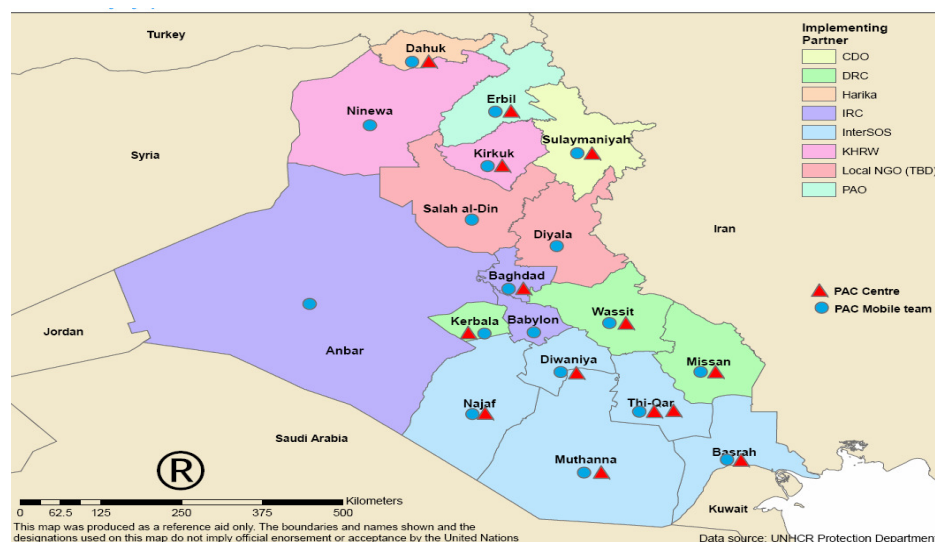 Turkey
Syria
Jordan
Saudi Arabia
Iran
Kuwait
Dahuk
Ninewa
Erbil
Sulaymaniyah
Kirkuk
Salah al-Din
Diyala
Baghdad
Anbar
Kerbala
Babylon
Wassit
Diwaniya
Missan
Najaf
Thi-Qar
Muthanna
Basrah
Implementing
Partner
CDO
DRC
Harika
IRC
InterSOS
KHRW
Local NGO (TBD)
PAO
PAC Centre
PAC Mobile team
®
Kilometers
0 62.5 125 250 375 500
This map was produced as a reference aid only. The boundaries and names shown and the
designations used on this map do not imply official enorsement or acceptance by the United Nations
Data source: UNHCR Protection Department